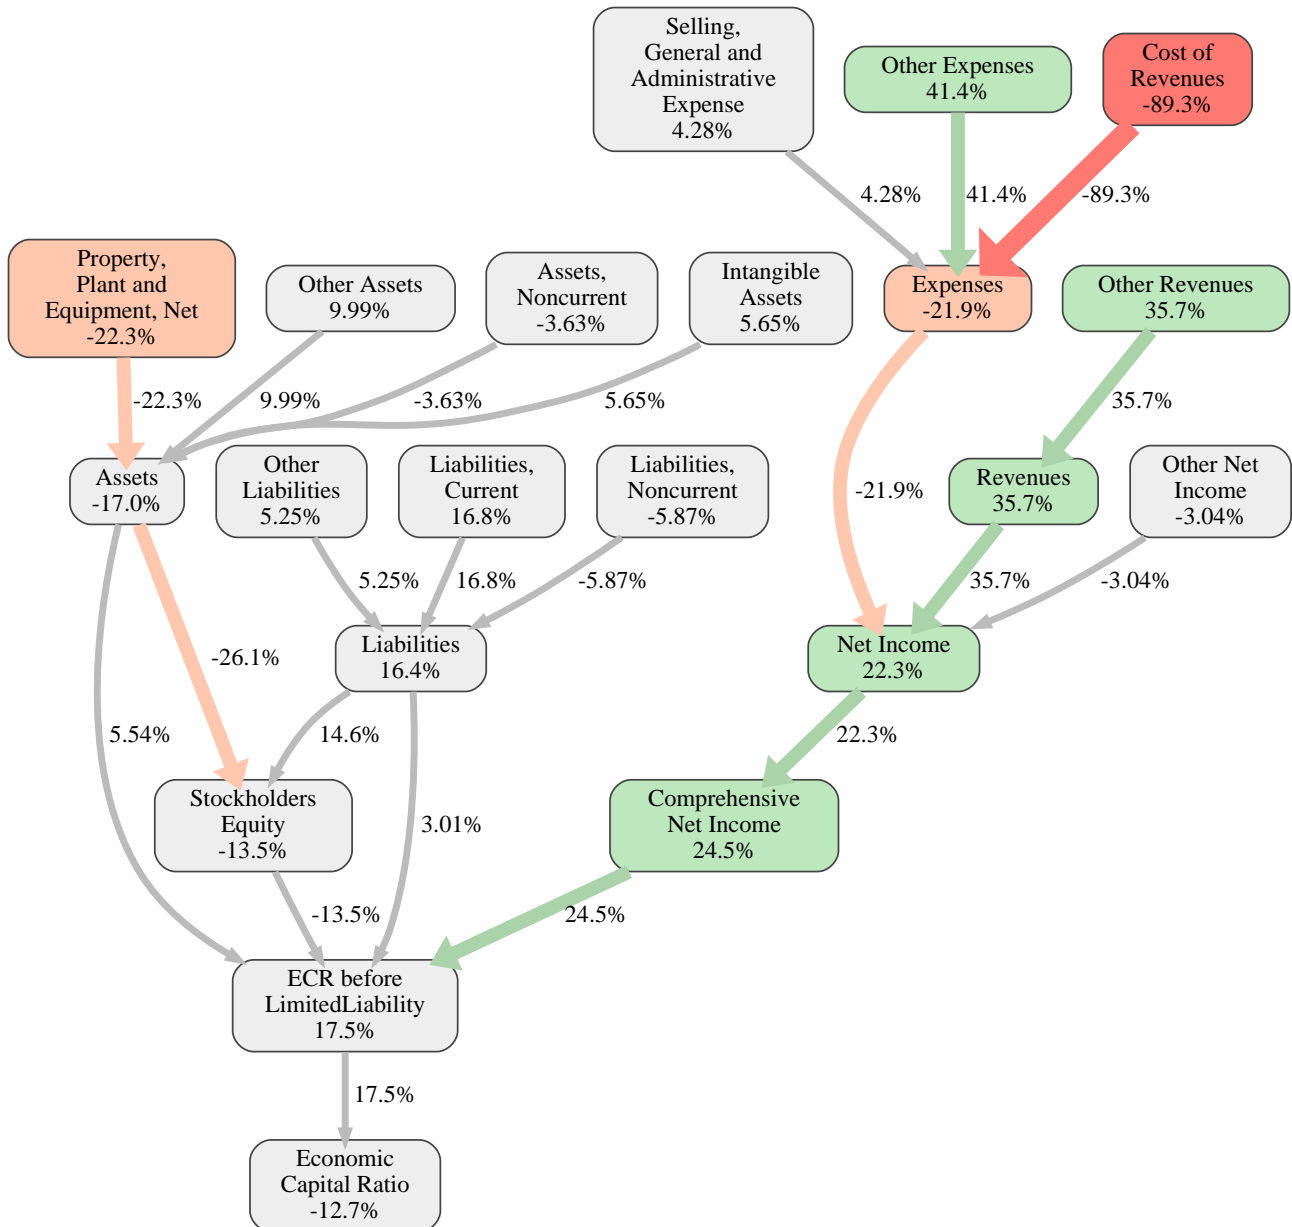 Selling,
General and
Administrative
Expense
4.28%
Other Expenses
41.4%
Cost of
Revenues
-89.3%
4.28%
41.4%
-89.3%
Property,
Plant and
Equipment, Net
-22.3%
Other Assets
9.99%
Assets,
Noncurrent
-3.63%
Intangible
Assets
5.65%
Expenses
-21.9%
Other Revenues
35.7%
-22.3%
9.99%
-3.63%
5.65%
35.7%
Assets
-17.0%
Other
Liabilities
5.25%
Liabilities,
Current
16.8%
Liabilities,
Noncurrent
-5.87%
-21.9%
Revenues
35.7%
Other Net
Income
-3.04%
5.25%
16.8%
-5.87%
35.7%
-3.04%
Liabilities
16.4%
Net Income
22.3%
-26.1%
5.54%
14.6%
22.3%
Stockholders
Equity
-13.5%
3.01%
Comprehensive
Net Income
24.5%
-13.5%
24.5%
ECR before
LimitedLiability
17.5%
17.5%
Economic
Capital Ratio
-12.7%